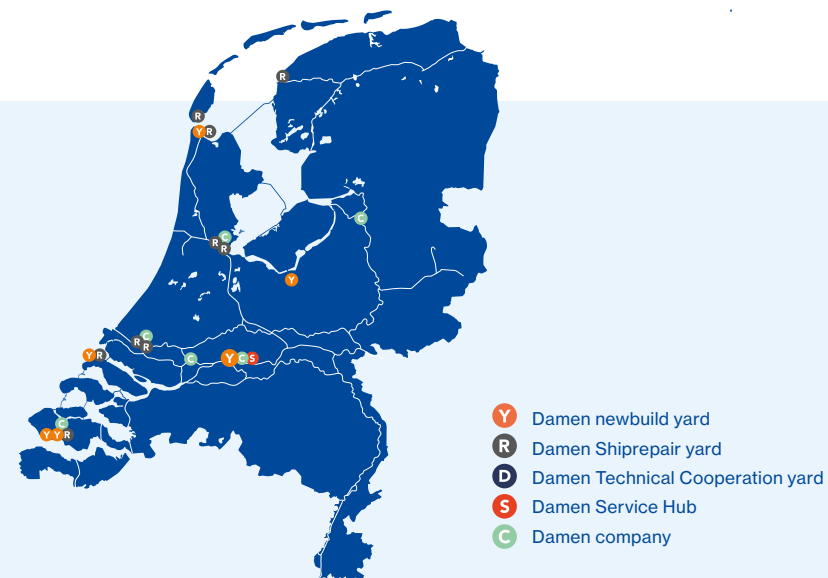 R
R
Y R
C
C
R
R
Y
C
R
R
Y R
C
Y C S
C
Y Y R
Y Damen newbuild yard
R Damen Shiprepair yard
D Damen Technical Cooperation yard
S Damen Service Hub
C Damen company